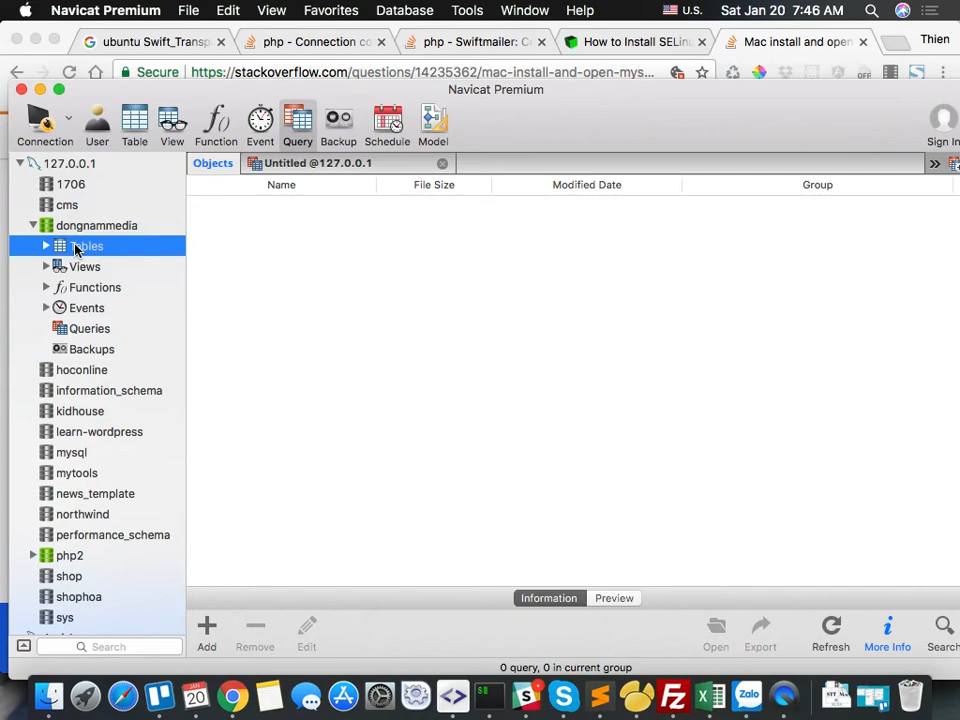 Navicat Premium File Edit View Favorites Database Tools Window Help U.S. Sat Jan 20 7:46 AM
ubuntu Swift_Transp
php - Connection co
php - Swiftmailer: C
How to Install SELin
Mac install and open
Thien
Secure https://stackoverflow.com/questions/14235362/mac-install-and-open-mys...
Navicat Premium
Connection User Table View Function Event Query Backup Schedule Model Sign In
127.0.0.1
Objects
Untitled @127.0.0.1
Name File Size Modified Date Group
1706
cms
dongnammedia
Tables
Views
Functions
Events
Queries
Backups
hoconline
information_schema
kidhouse
learn-wordpress
mysql
mytools
news_template
northwind
performance_schema
php2
shop
shophoa
sys
Search
Information Preview
Add Remove Edit Open Export Refresh More Info Search
0 query, 0 in current group